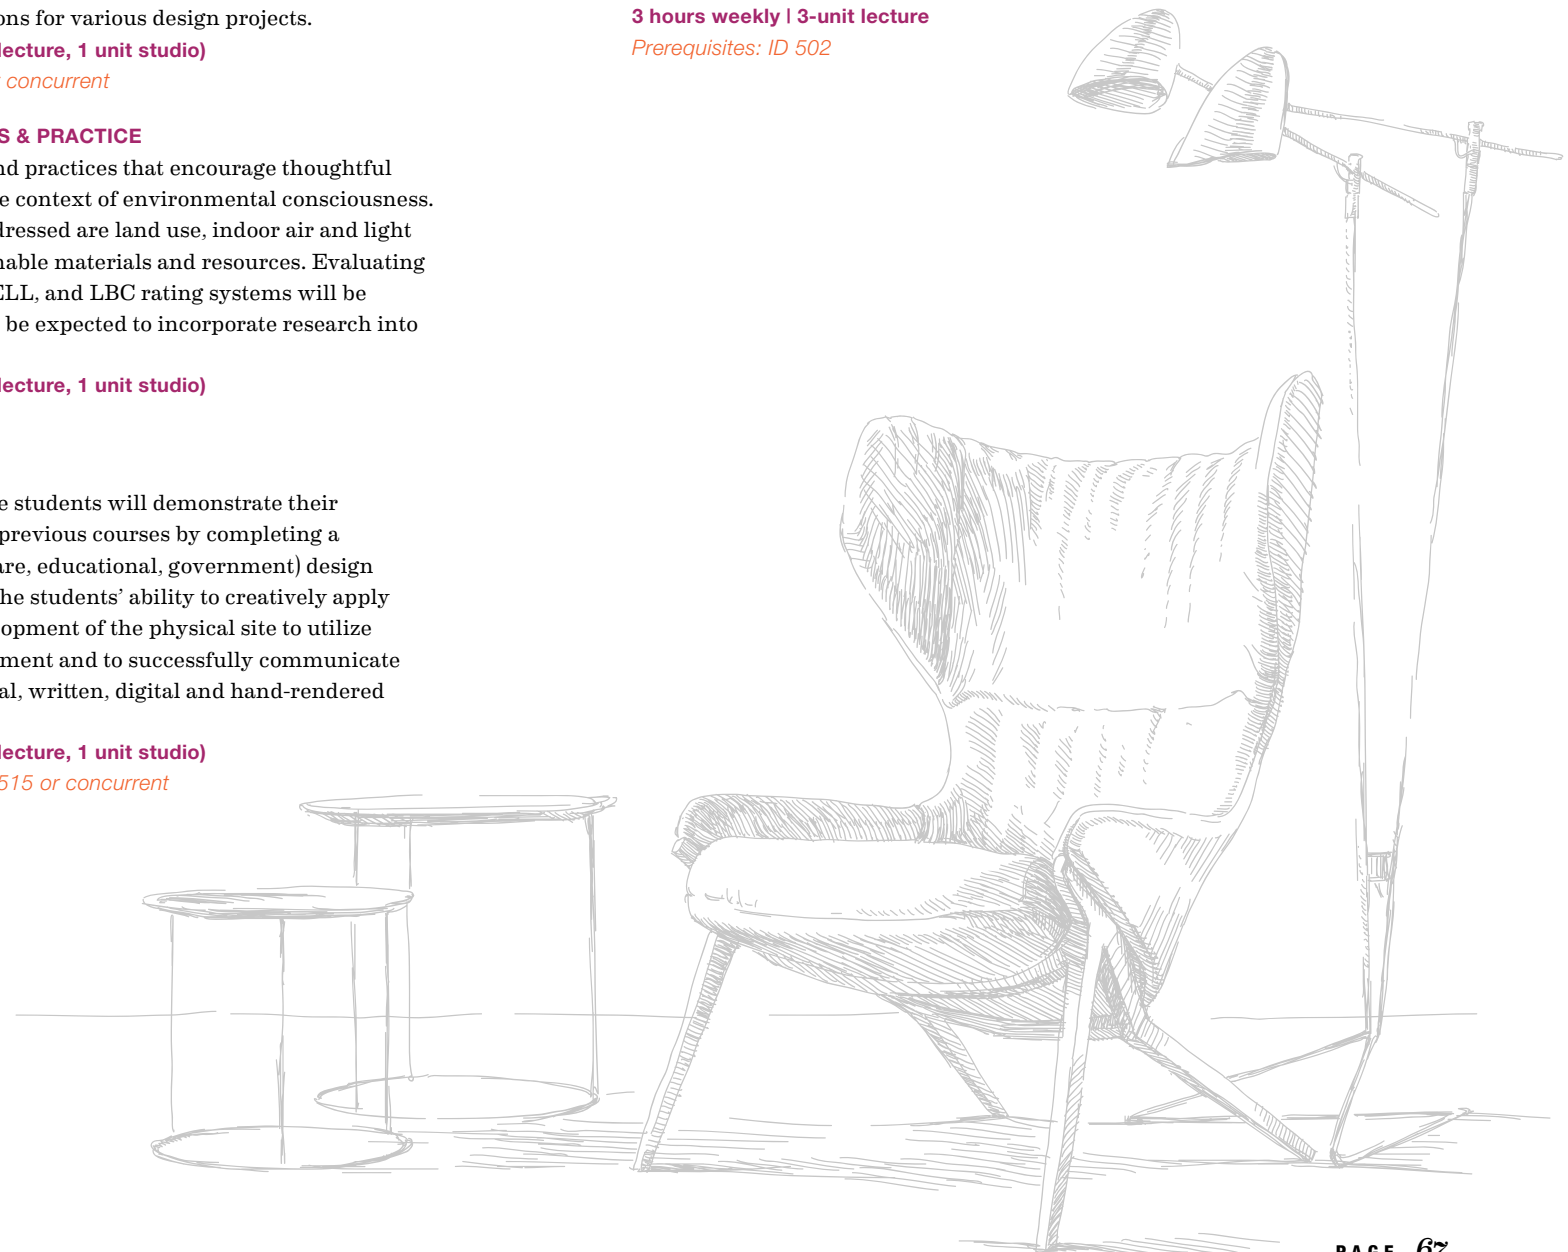 ons for various design projects.
lecture, 1 unit studio)
concurrent
S & PRACTICE
nd practices that encourage thoughtful
e context of environmental consciousness.
dressed are land use, indoor air and light
nable materials and resources. Evaluating
ELL, and LBC rating systems will be
be expected to incorporate research into
lecture, 1 unit studio)
e students will demonstrate their
previous courses by completing a
are, educational, government) design
he students’ ability to creatively apply
opment of the physical site to utilize
ment and to successfully communicate
al, written, digital and hand-rendered
lecture, 1 unit studio)
515 or concurrent
3 hours weekly | 3-unit lecture
Prerequisites: ID 502
PAGE 67